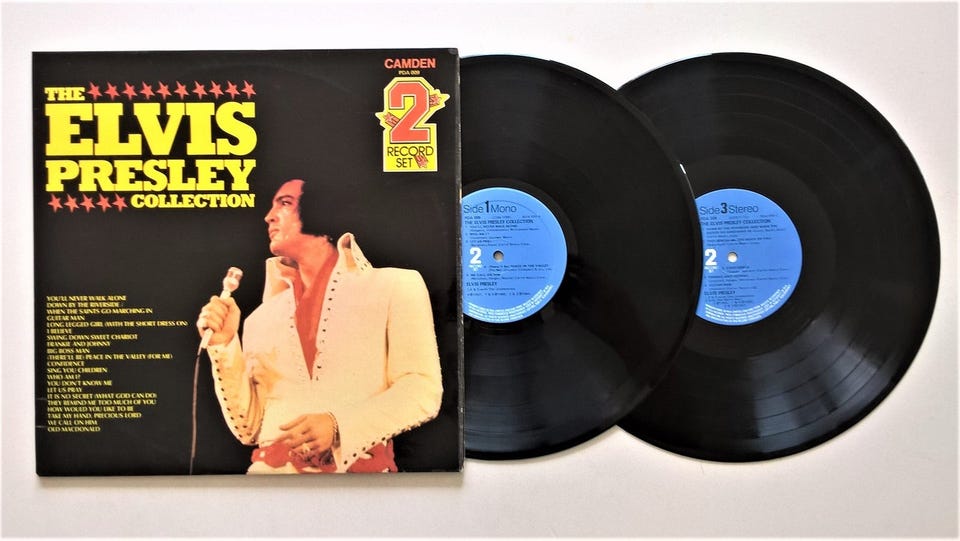 THE
ELVIS
PRESLEY
COLLECTION
CAMDEN
PDA 009
2
RECORD
SET
YOU'LL NEVER WALK ALONE
DOWN BY THE RIVERSIDE /
WHEN THE SAINTS GO MARCHING IN
GUITAR MAN
LONG LEGGED GIRL (WITH THE SHORT DRESS ON)
I BELIEVE
SWING DOWN SWEET CHARIOT
FRANKIE AND JOHNNY
BIG BOSS MAN
(THERE'LL BE) PEACE IN THE VALLEY (FOR ME)
CONFIDENCE
SING YOU CHILDREN
WHO AM I?
YOU DON'T KNOW ME
LET US PRAY
IT IS NO SECRET (WHAT GOD CAN DO)
THEY REMIND ME TOO MUCH OF YOU
HOW WOULD YOU LIKE TO BE
TAKE MY HAND, PRECIOUS LORD
WE CALL ON HIM
OLD MACDONALD
Side 1 Mono
PDA 009
THE ELVIS PRESLEY COLLECTION
2
ELVIS PRESLEY
Side 3 Stereo
PDA 009
THE ELVIS PRESLEY COLLECTION
2
ELVIS PRESLEY